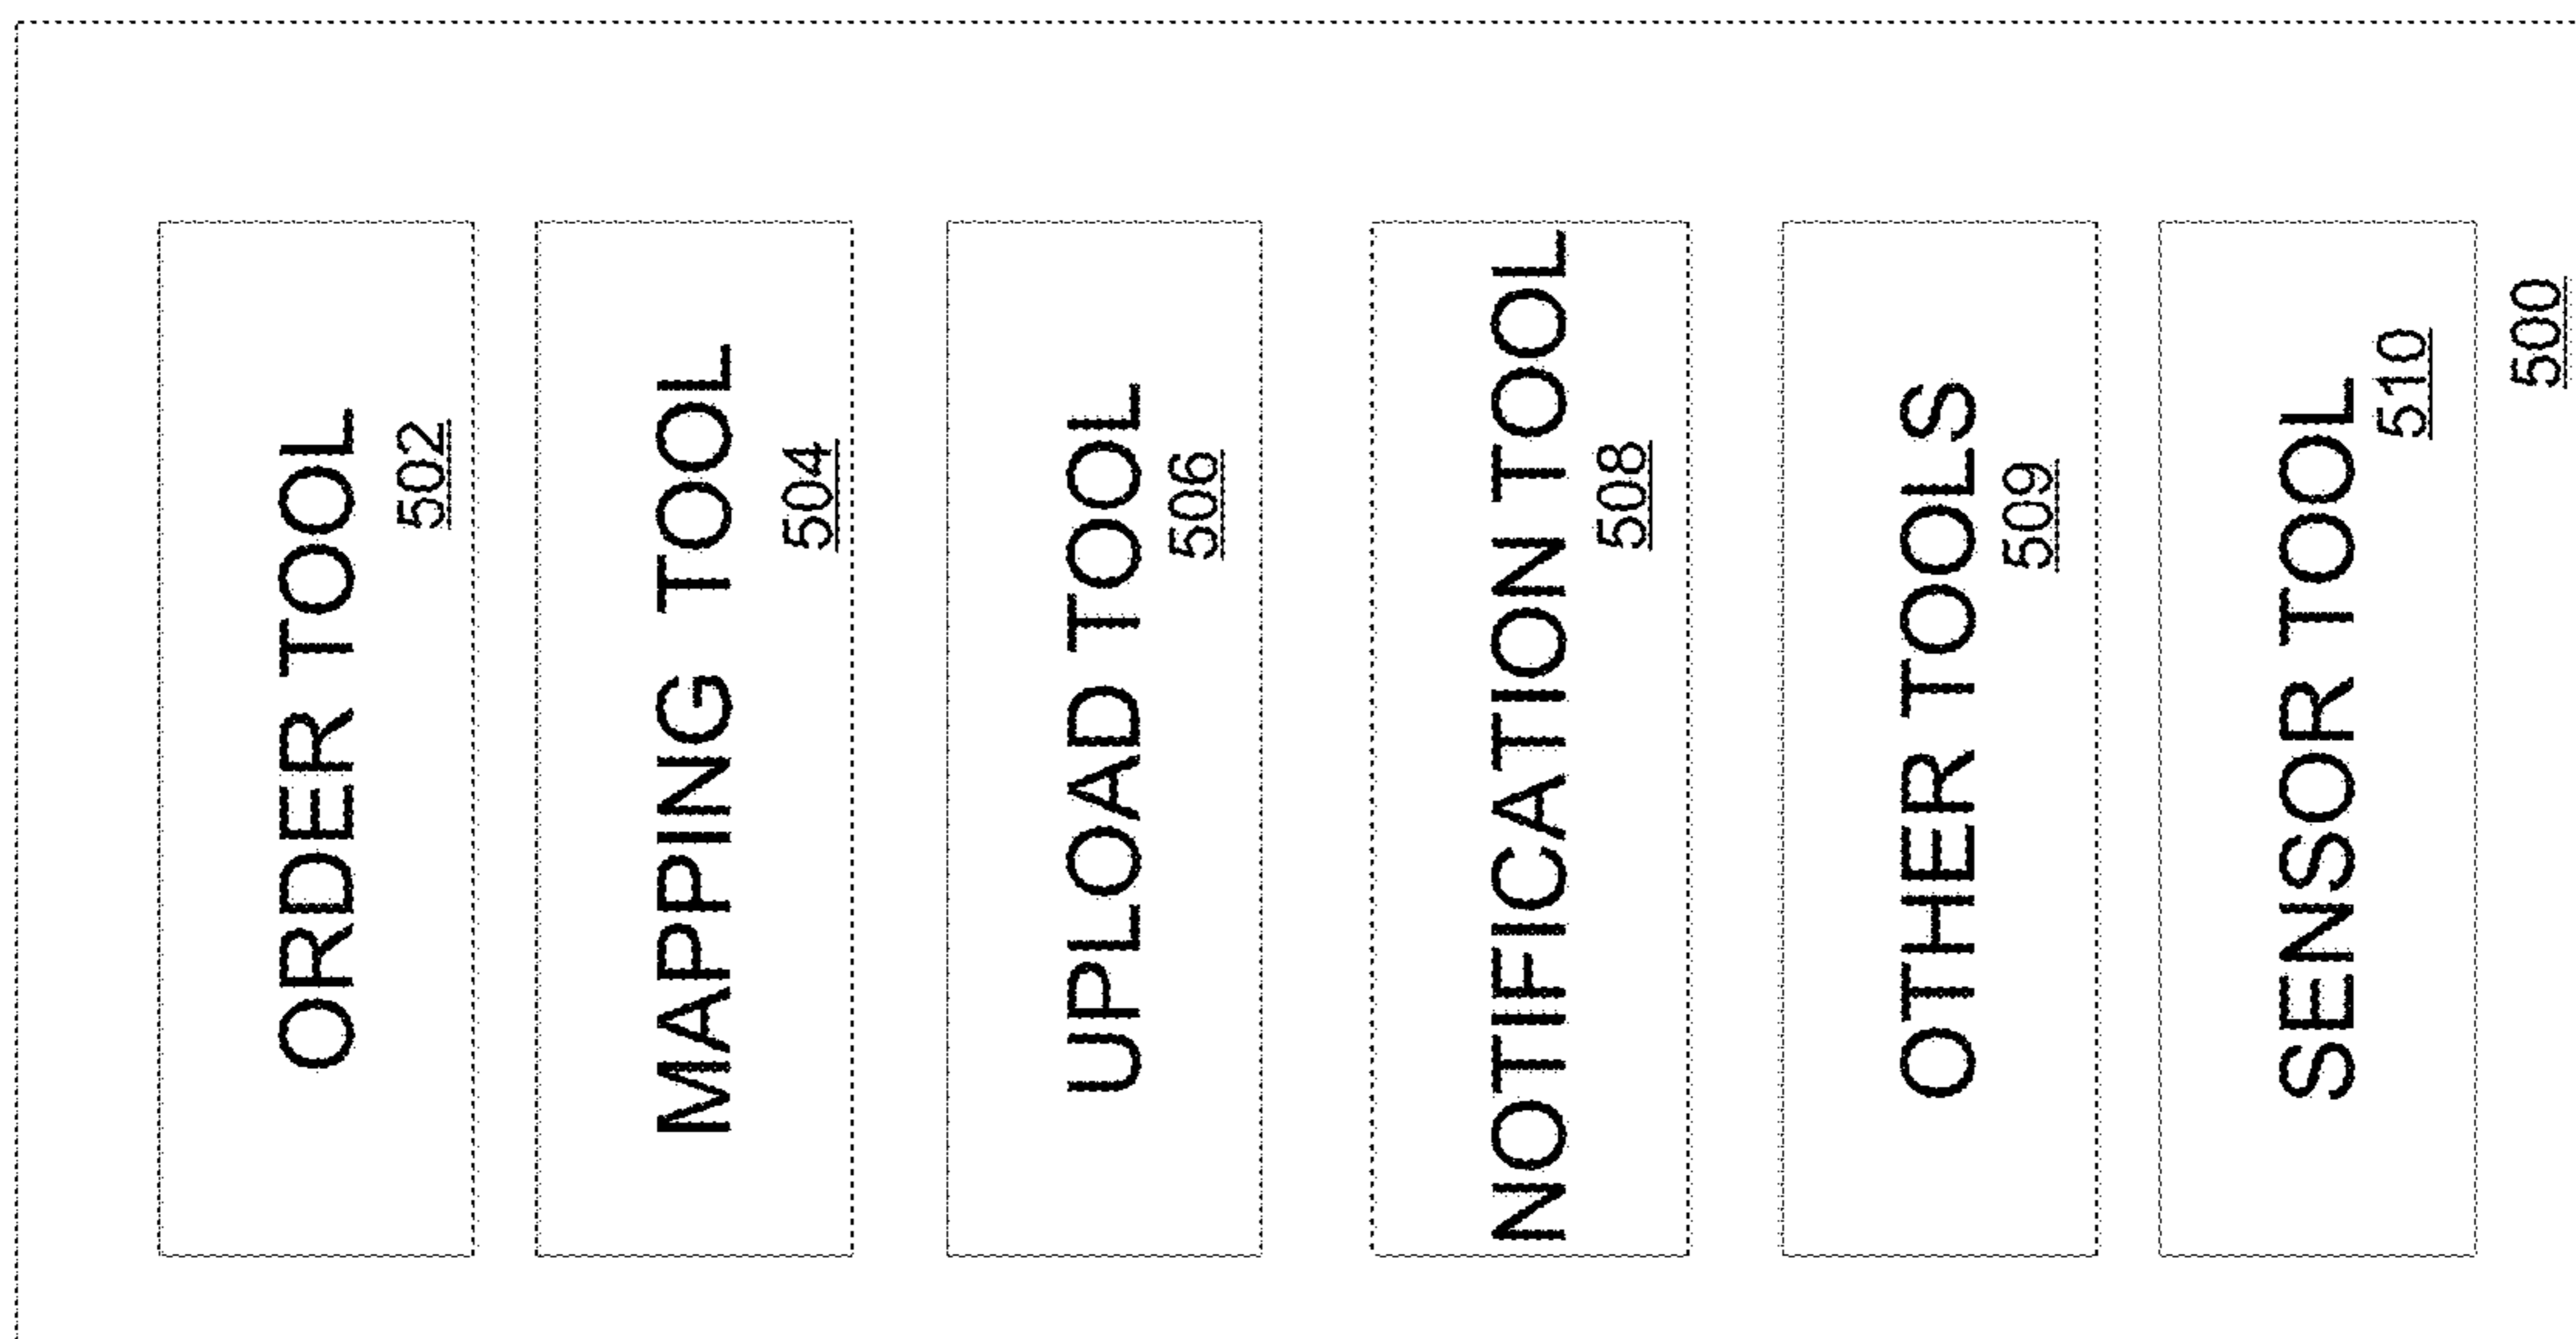 ORDER TOOL
502
MAPPING TOOL
504
UPLOAD TOOL
506
NOTIFICATION TOOL
508
OTHER TOOLS
509
SENSOR TOOL
510
500